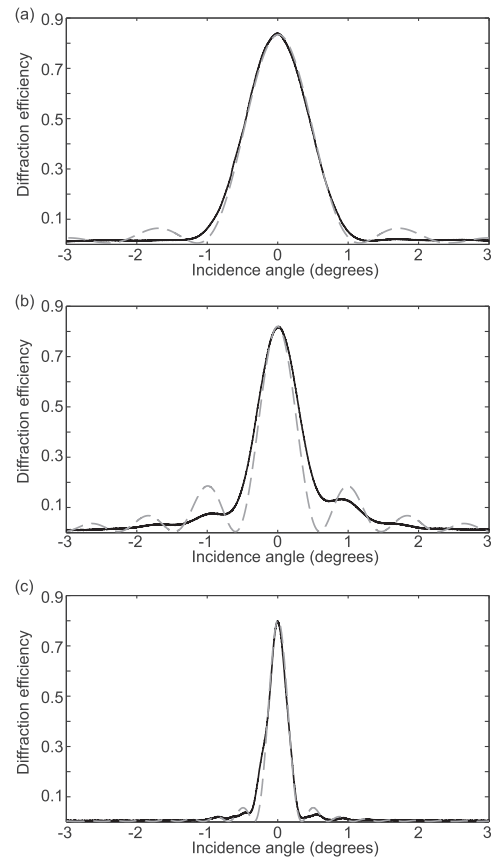 (a)
0.9
0.7
0.5
0.3
0.1
Diffraction efficiency
-3 -2 -1 0 1 2 3
Incidence angle (degrees)
(b)
0.9
0.7
0.5
0.3
0.1
Diffraction efficiency
-3 -2 -1 0 1 2 3
Incidence angle (degrees)
(c)
0.9
0.7
0.5
0.3
0.1
Diffraction efficiency
-3 -2 -1 0 1 2 3
Incidence angle (degrees)